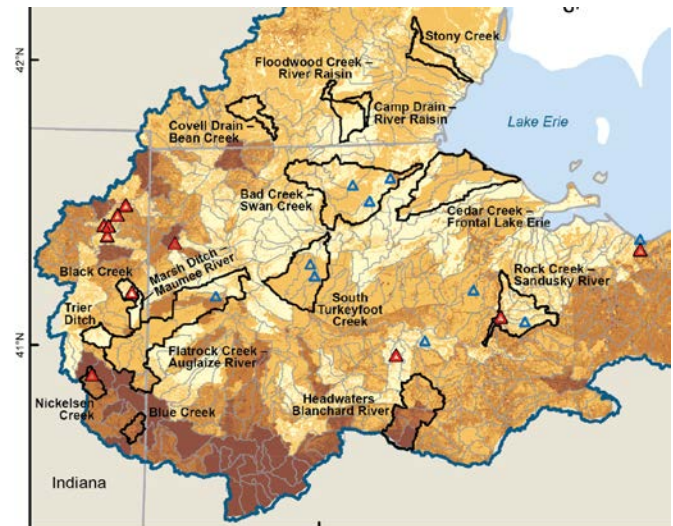 42°N
Stony Creek
Floodwood Creek –
River Raisin
Camp Drain –
River Raisin
Covell Drain –
Bean Creek
Lake Erie
Bad Creek –
Swan Creek
Cedar Creek –
Frontal Lake Erie
Black Creek
Marsh Ditch –
Maumee River
Rock Creek –
Sandusky River
Trier
Ditch
South
Turkeyfoot
Creek
41°N
Flatrock Creek –
Auglaize River
Nickelsen
Creek
Blue Creek
Headwaters
Blanchard River
Indiana